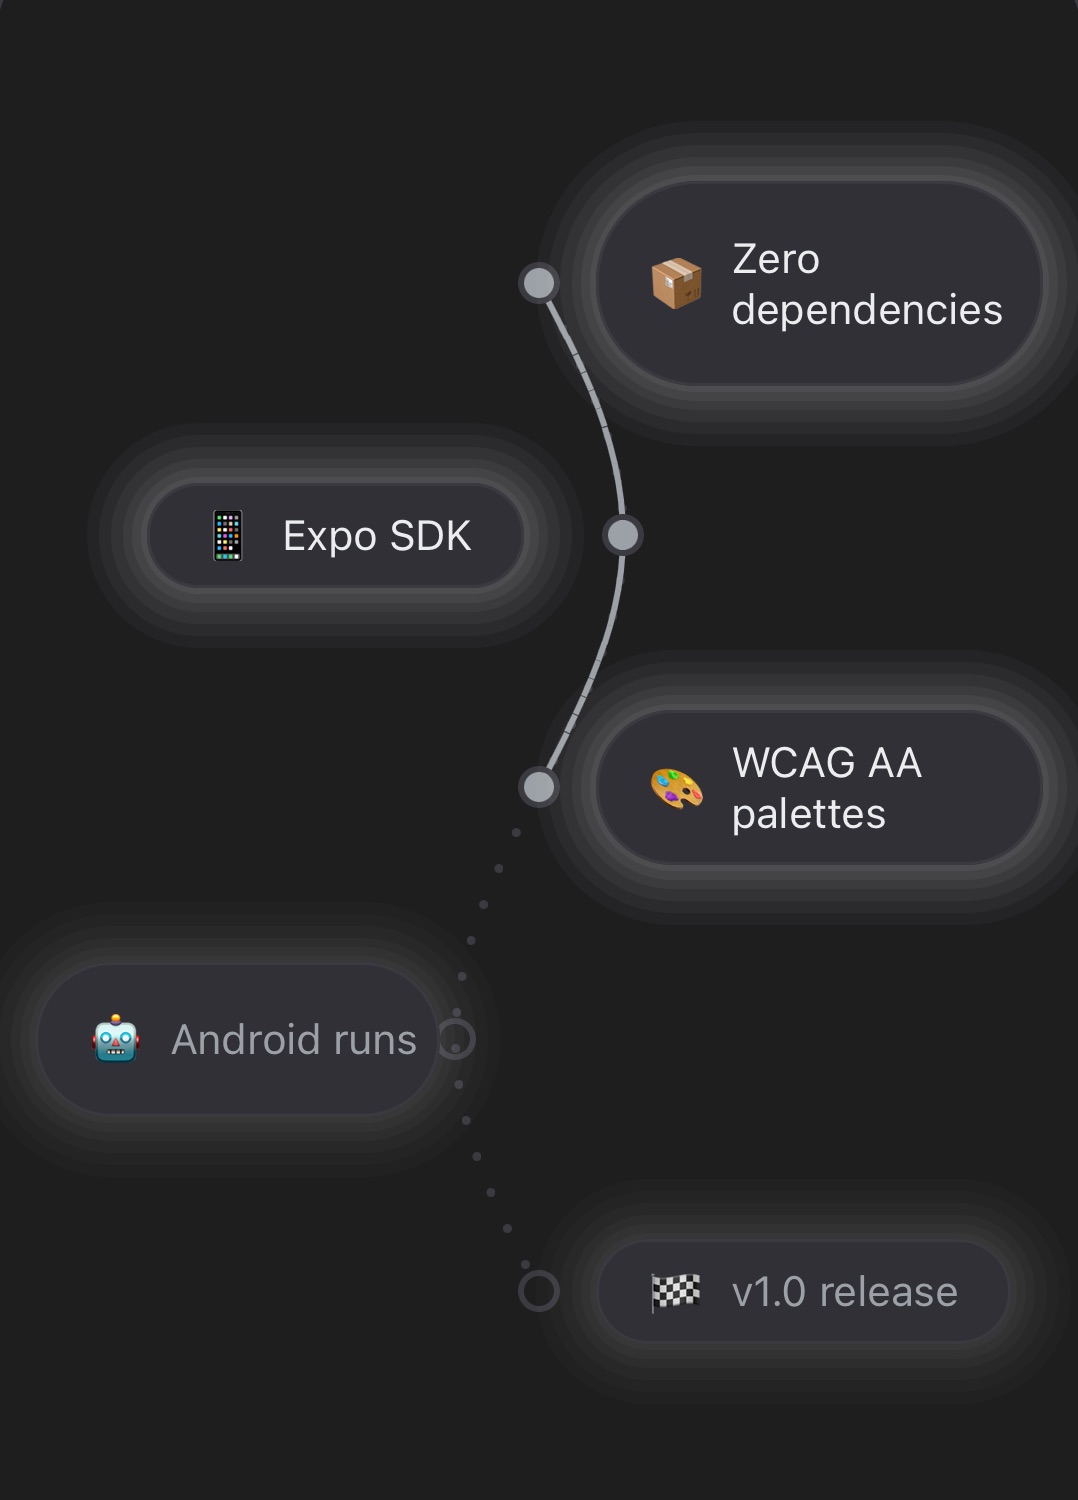 Zero
dependencies
Expo SDK
WCAG AA
palettes
Android runs
v1.0 release